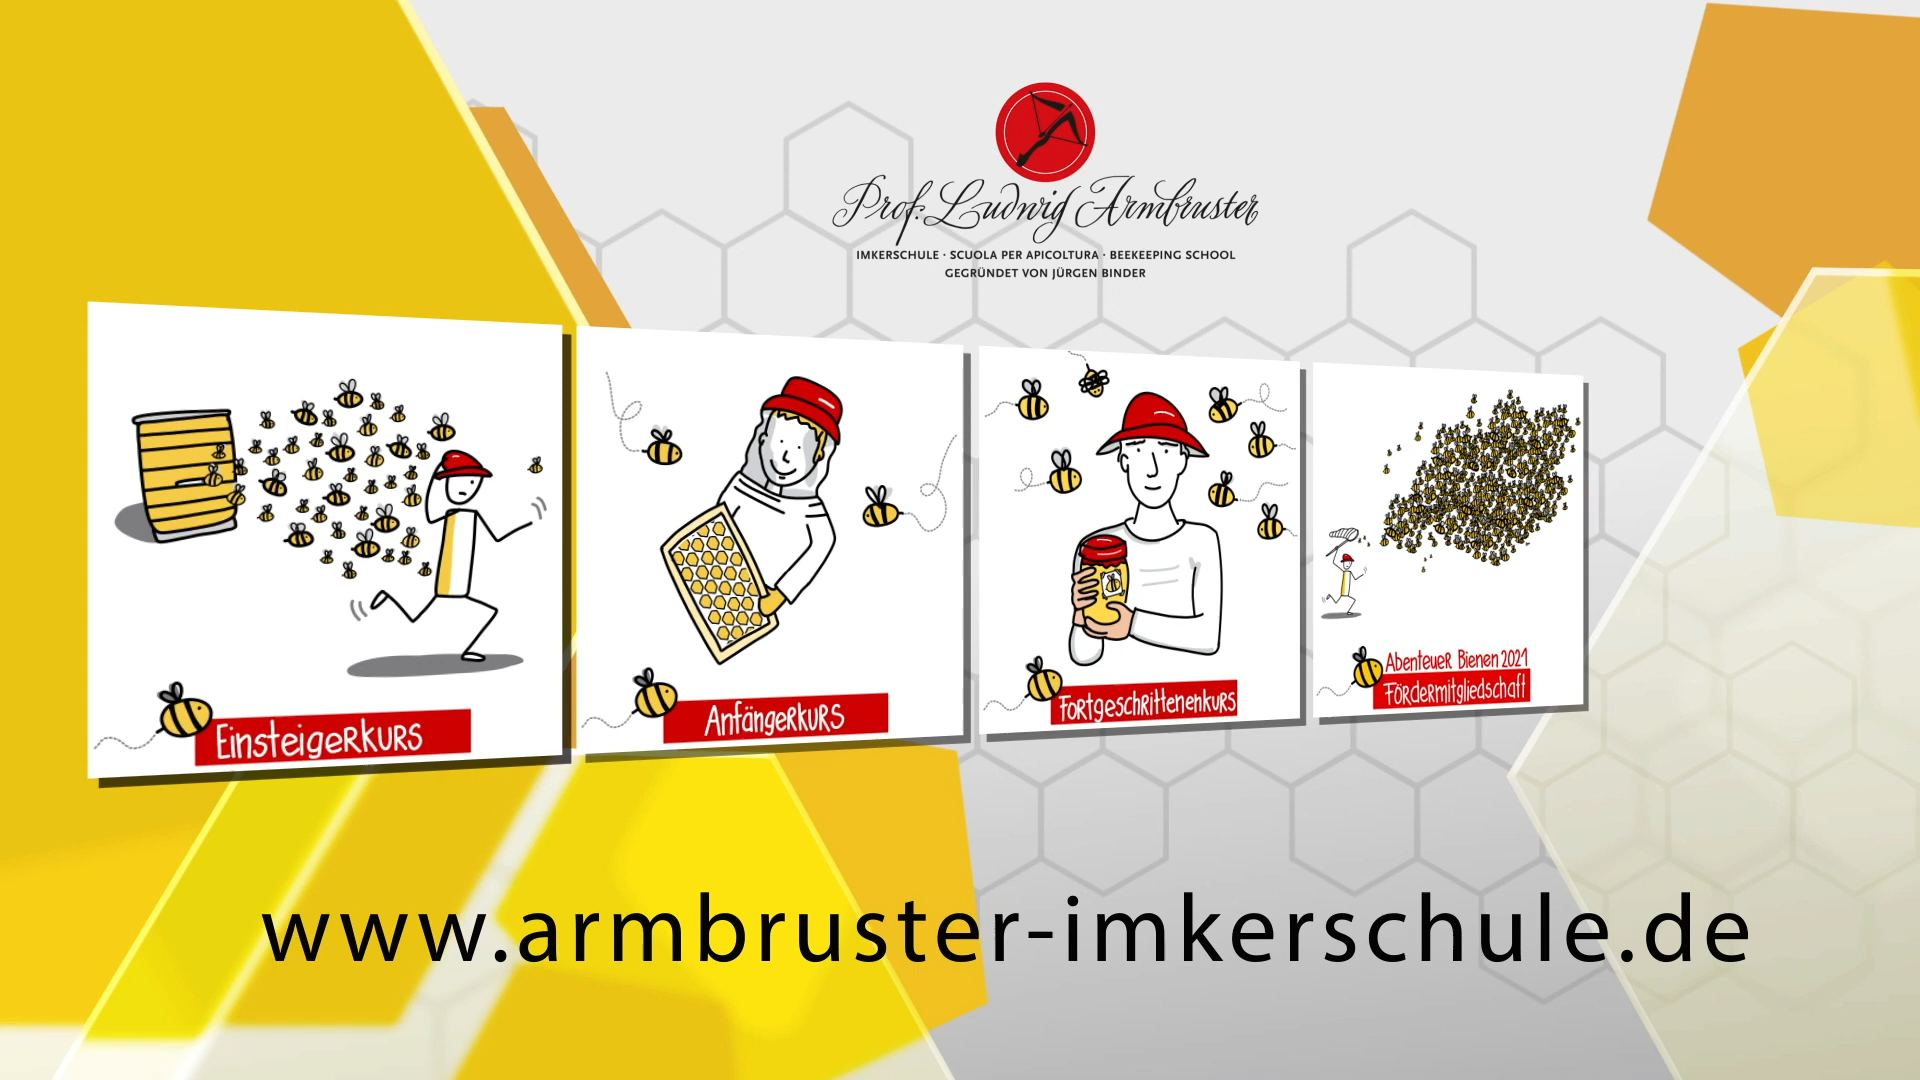 Prof. Ludwig Armbruster
IMKERSCHULE · SCUOLA PER APICOLTURA · BEEKEEPING SCHOOL
GEGRÜNDET VON JÜRGEN BINDER
Einsteigerkurs
Anfängerkurs
Fortgeschrittenenkurs
Abenteuer Bienen 2021
Fördermitgliedschaft
www.armbruster-imkerschule.de